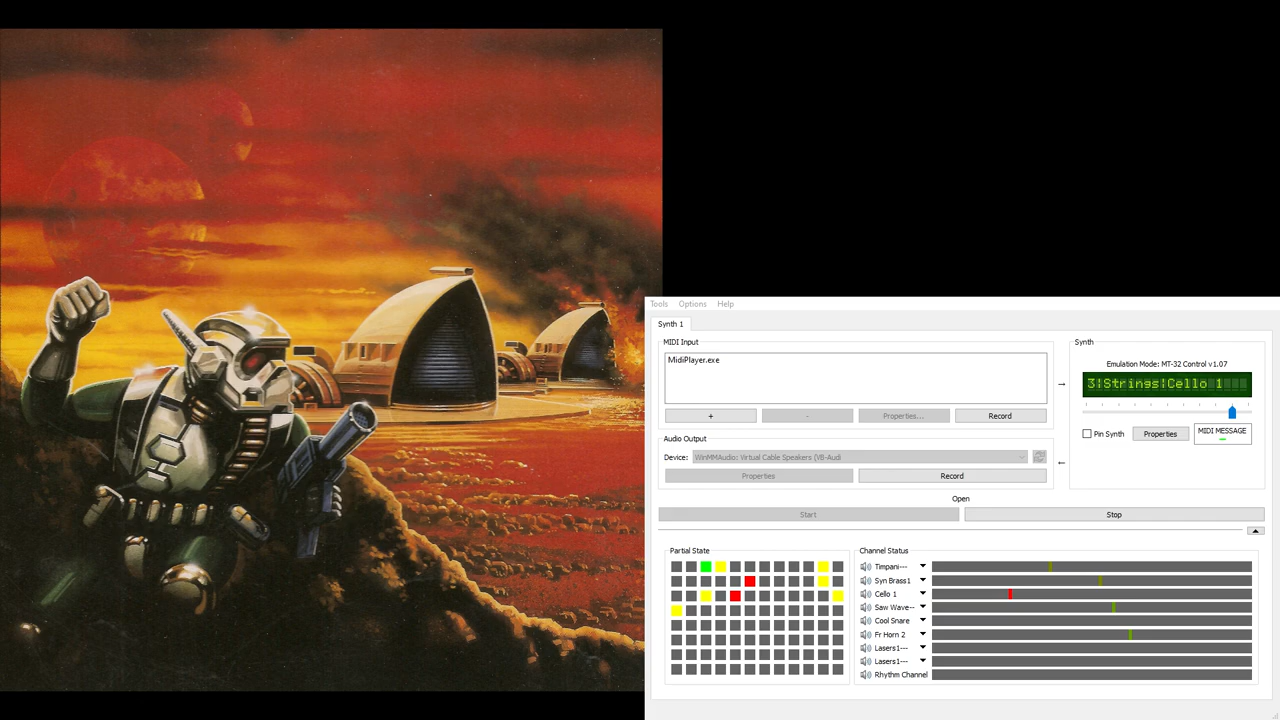 Tools Options Help
Synth 1
MIDI Input
MidiPlayer.exe
+ - Properties... Record
Audio Output
Device: WinMMAudio: Virtual Cable Speakers (VB-Audi
Properties Record
Synth
Emulation Mode: MT-32 Control v1.07
3|Strings|Cello 1
Pin Synth Properties MIDI MESSAGE
Open
Start Stop
Partial State
Channel Status
Timpani---
Syn Brass1
Cello 1
Saw Wave--
Cool Snare
Fr Horn 2
Lasers1---
Lasers1---
Rhythm Channel